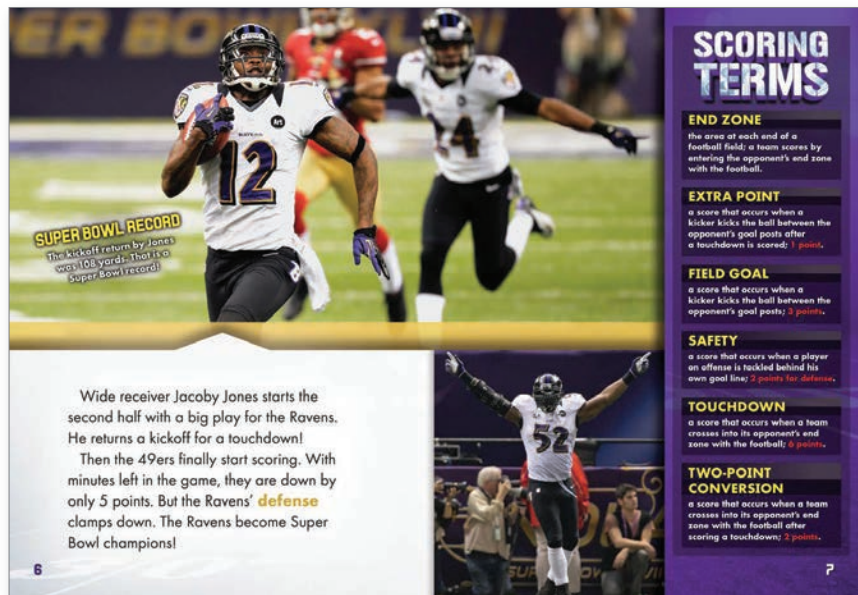 ER BOW
12
24
RAVENS
Art
12
SUPER BOWL RECORD
The kickoff return by Jones
was 108 yards. That is a
Super Bowl record!
Wide receiver Jacoby Jones starts the
second half with a big play for the Ravens.
He returns a kickoff for a touchdown!
Then the 49ers finally start scoring. With
minutes left in the game, they are down by
only 5 points. But the Ravens’ defense
clamps down. The Ravens become Super
Bowl champions!
6
52
SUP
SCORING
TERMS
END ZONE
the area at each end of a
football field; a team scores by
entering the opponent’s end zone
with the football.
EXTRA POINT
a score that occurs when a
kicker kicks the ball between the
opponent’s goal posts after
a touchdown is scored; 1 point.
FIELD GOAL
a score that occurs when a
kicker kicks the ball between the
opponent’s goal posts; 3 points.
SAFETY
a score that occurs when a player
on offense is tackled behind his
own goal line; 2 points for defense.
TOUCHDOWN
a score that occurs when a team
crosses into its opponent’s end
zone with the football; 6 points.
TWO-POINT
CONVERSION
a score that occurs when a team
crosses into its opponent’s end
zone with the football after
scoring a touchdown; 2 points.
7